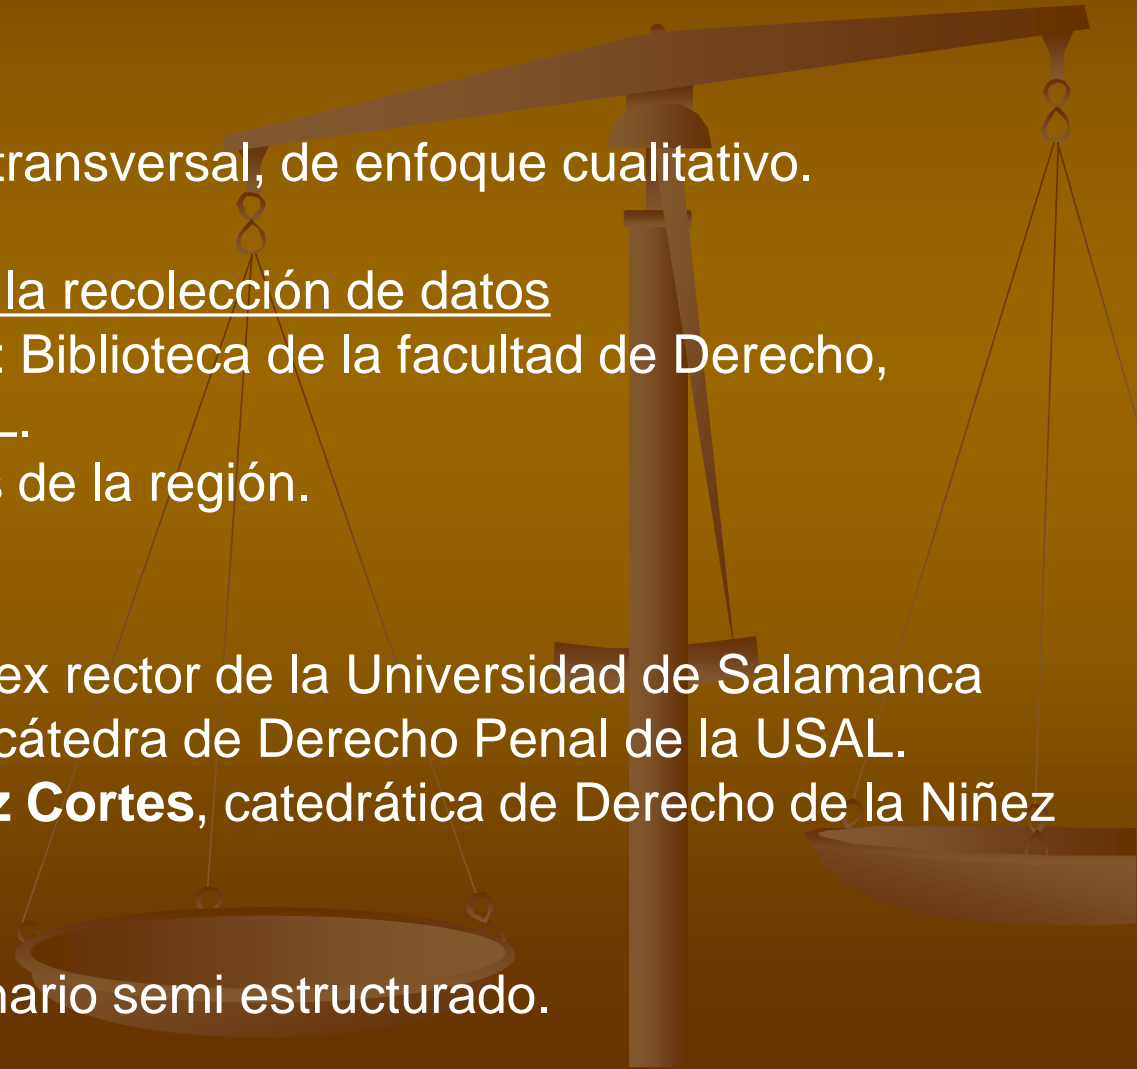 transversal, de enfoque cualitativo.
la recolección de datos
: Biblioteca de la facultad de Derecho,
L.
s de la región.
ex rector de la Universidad de Salamanca
cátedra de Derecho Penal de la USAL.
z Cortes, catedrática de Derecho de la Niñez
nario semi estructurado.